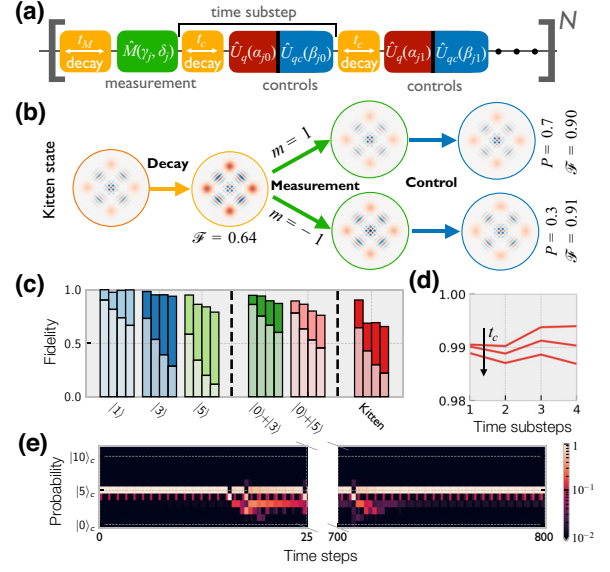 (a)
time substep
N
t_M
decay
M̂(γ_j, δ_j)
t_c
decay
Û_q(α_j0)
Û_qc(β_j0)
t_c
decay
Û_q(α_j1)
Û_qc(β_j1)
measurement
controls
controls
(b)
Kitten state
Decay
ℱ = 0.64
m = 1
Measurement
m = −1
Control
P = 0.7
ℱ = 0.90
P = 0.3
ℱ = 0.91
(c)
Fidelity
1.0
0.5
0.0
|1⟩
|3⟩
|5⟩
|0⟩+|3⟩
|0⟩+|5⟩
Kitten
(d)
1.00
0.99
0.98
t_c
1 2 3 4
Time substeps
(e)
Probability
|10⟩_c
|5⟩_c
|0⟩_c
0 25 700 800
Time steps
1
10⁻¹
10⁻²